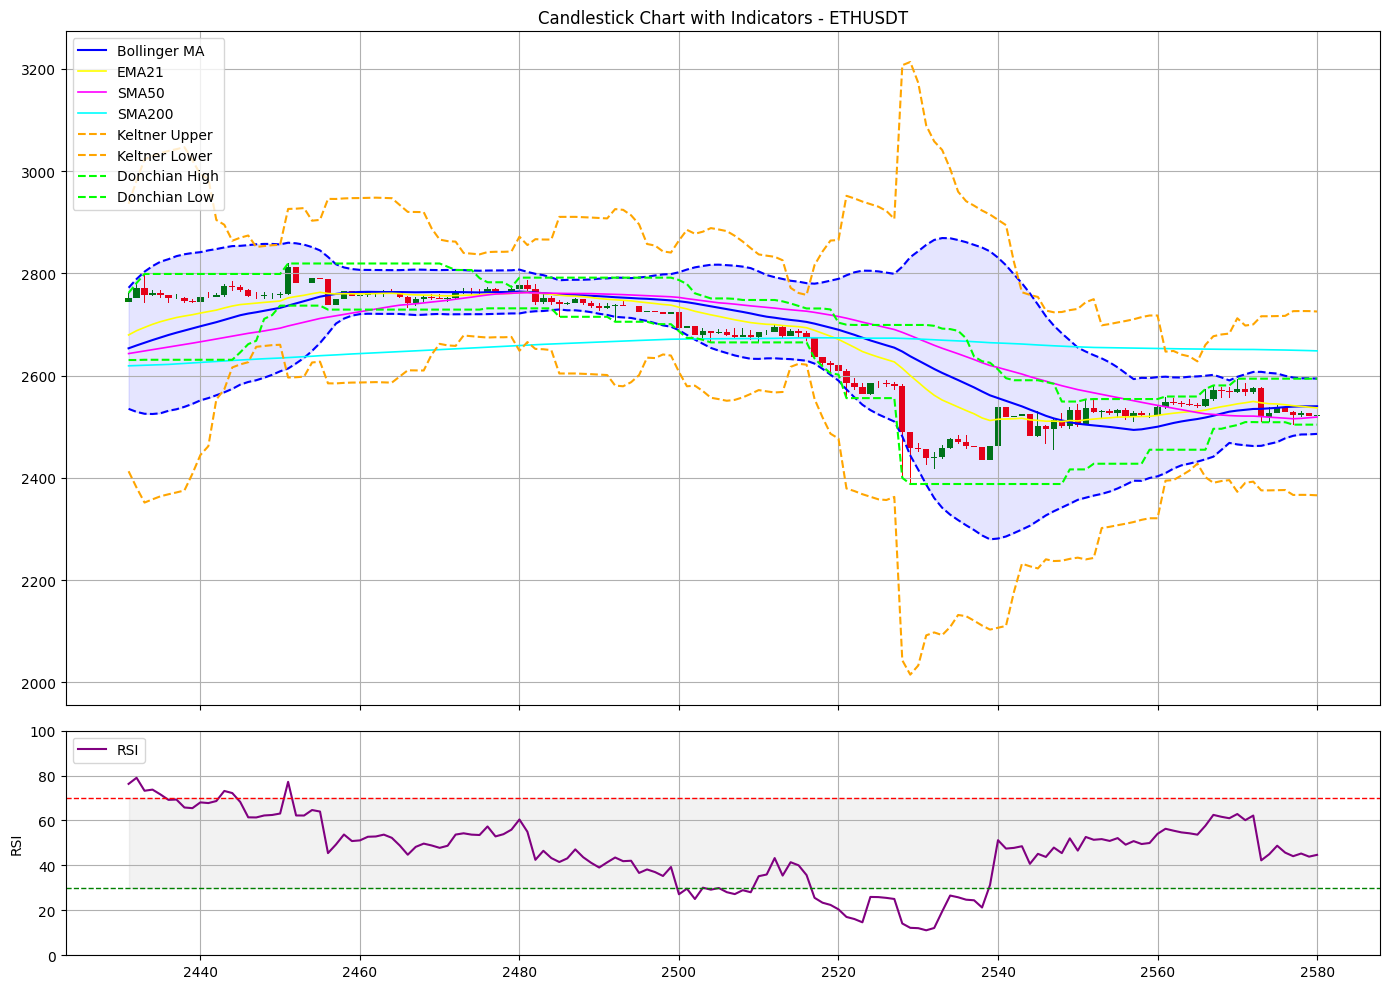 Candlestick Chart with Indicators - ETHUSDT
Bollinger MA
EMA21
SMA50
SMA200
Keltner Upper
Keltner Lower
Donchian High
Donchian Low
3200
3000
2800
2600
2400
2200
2000
RSI
100
80
60
40
20
0
RSI
2440
2460
2480
2500
2520
2540
2560
2580